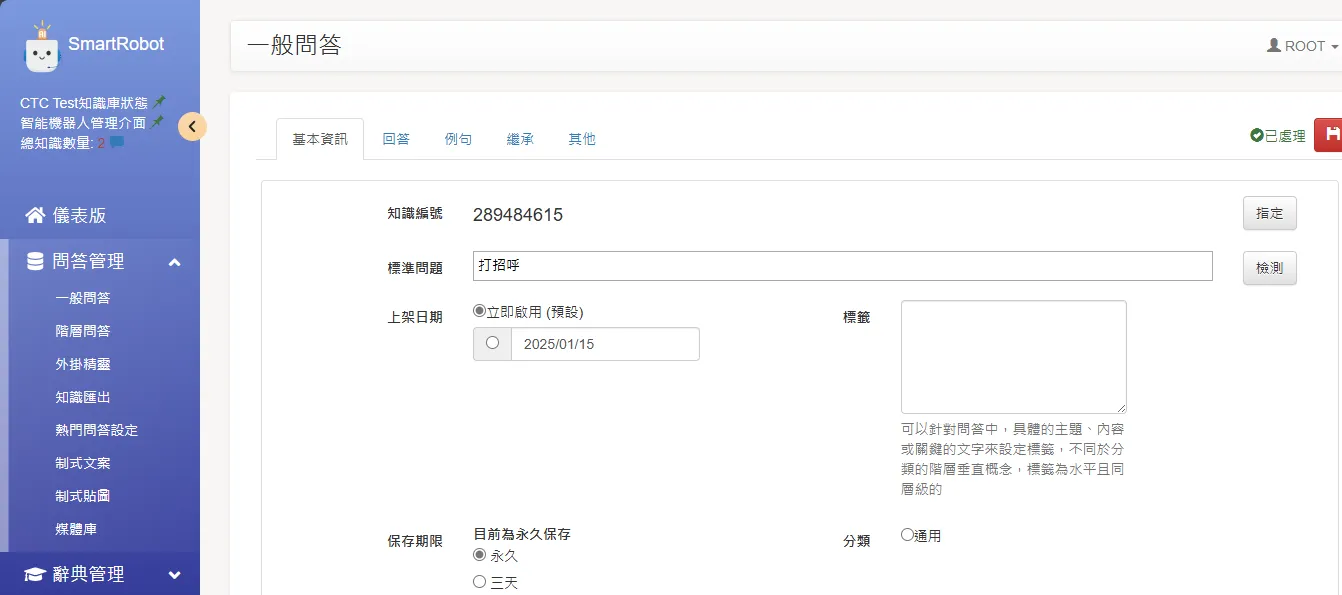 SmartRobot
CTC Test知識庫狀態
智能機器人管理介面
總知識數量: 2
儀表版
問答管理
一般問答
階層問答
外掛精靈
知識匯出
熱門問答設定
制式文案
制式貼圖
媒體庫
辭典管理
一般問答
ROOT
基本資訊
回答
例句
繼承
其他
已處理
知識編號
289484615
指定
標準問題
打招呼
檢測
上架日期
立即啟用 (預設)
2025/01/15
標籤
可以針對問答中，具體的主題、內容
或關鍵的文字來設定標籤，不同於分
類的階層垂直概念，標籤為水平且同
層級的
保存期限
目前為永久保存
永久
三天
分類
通用